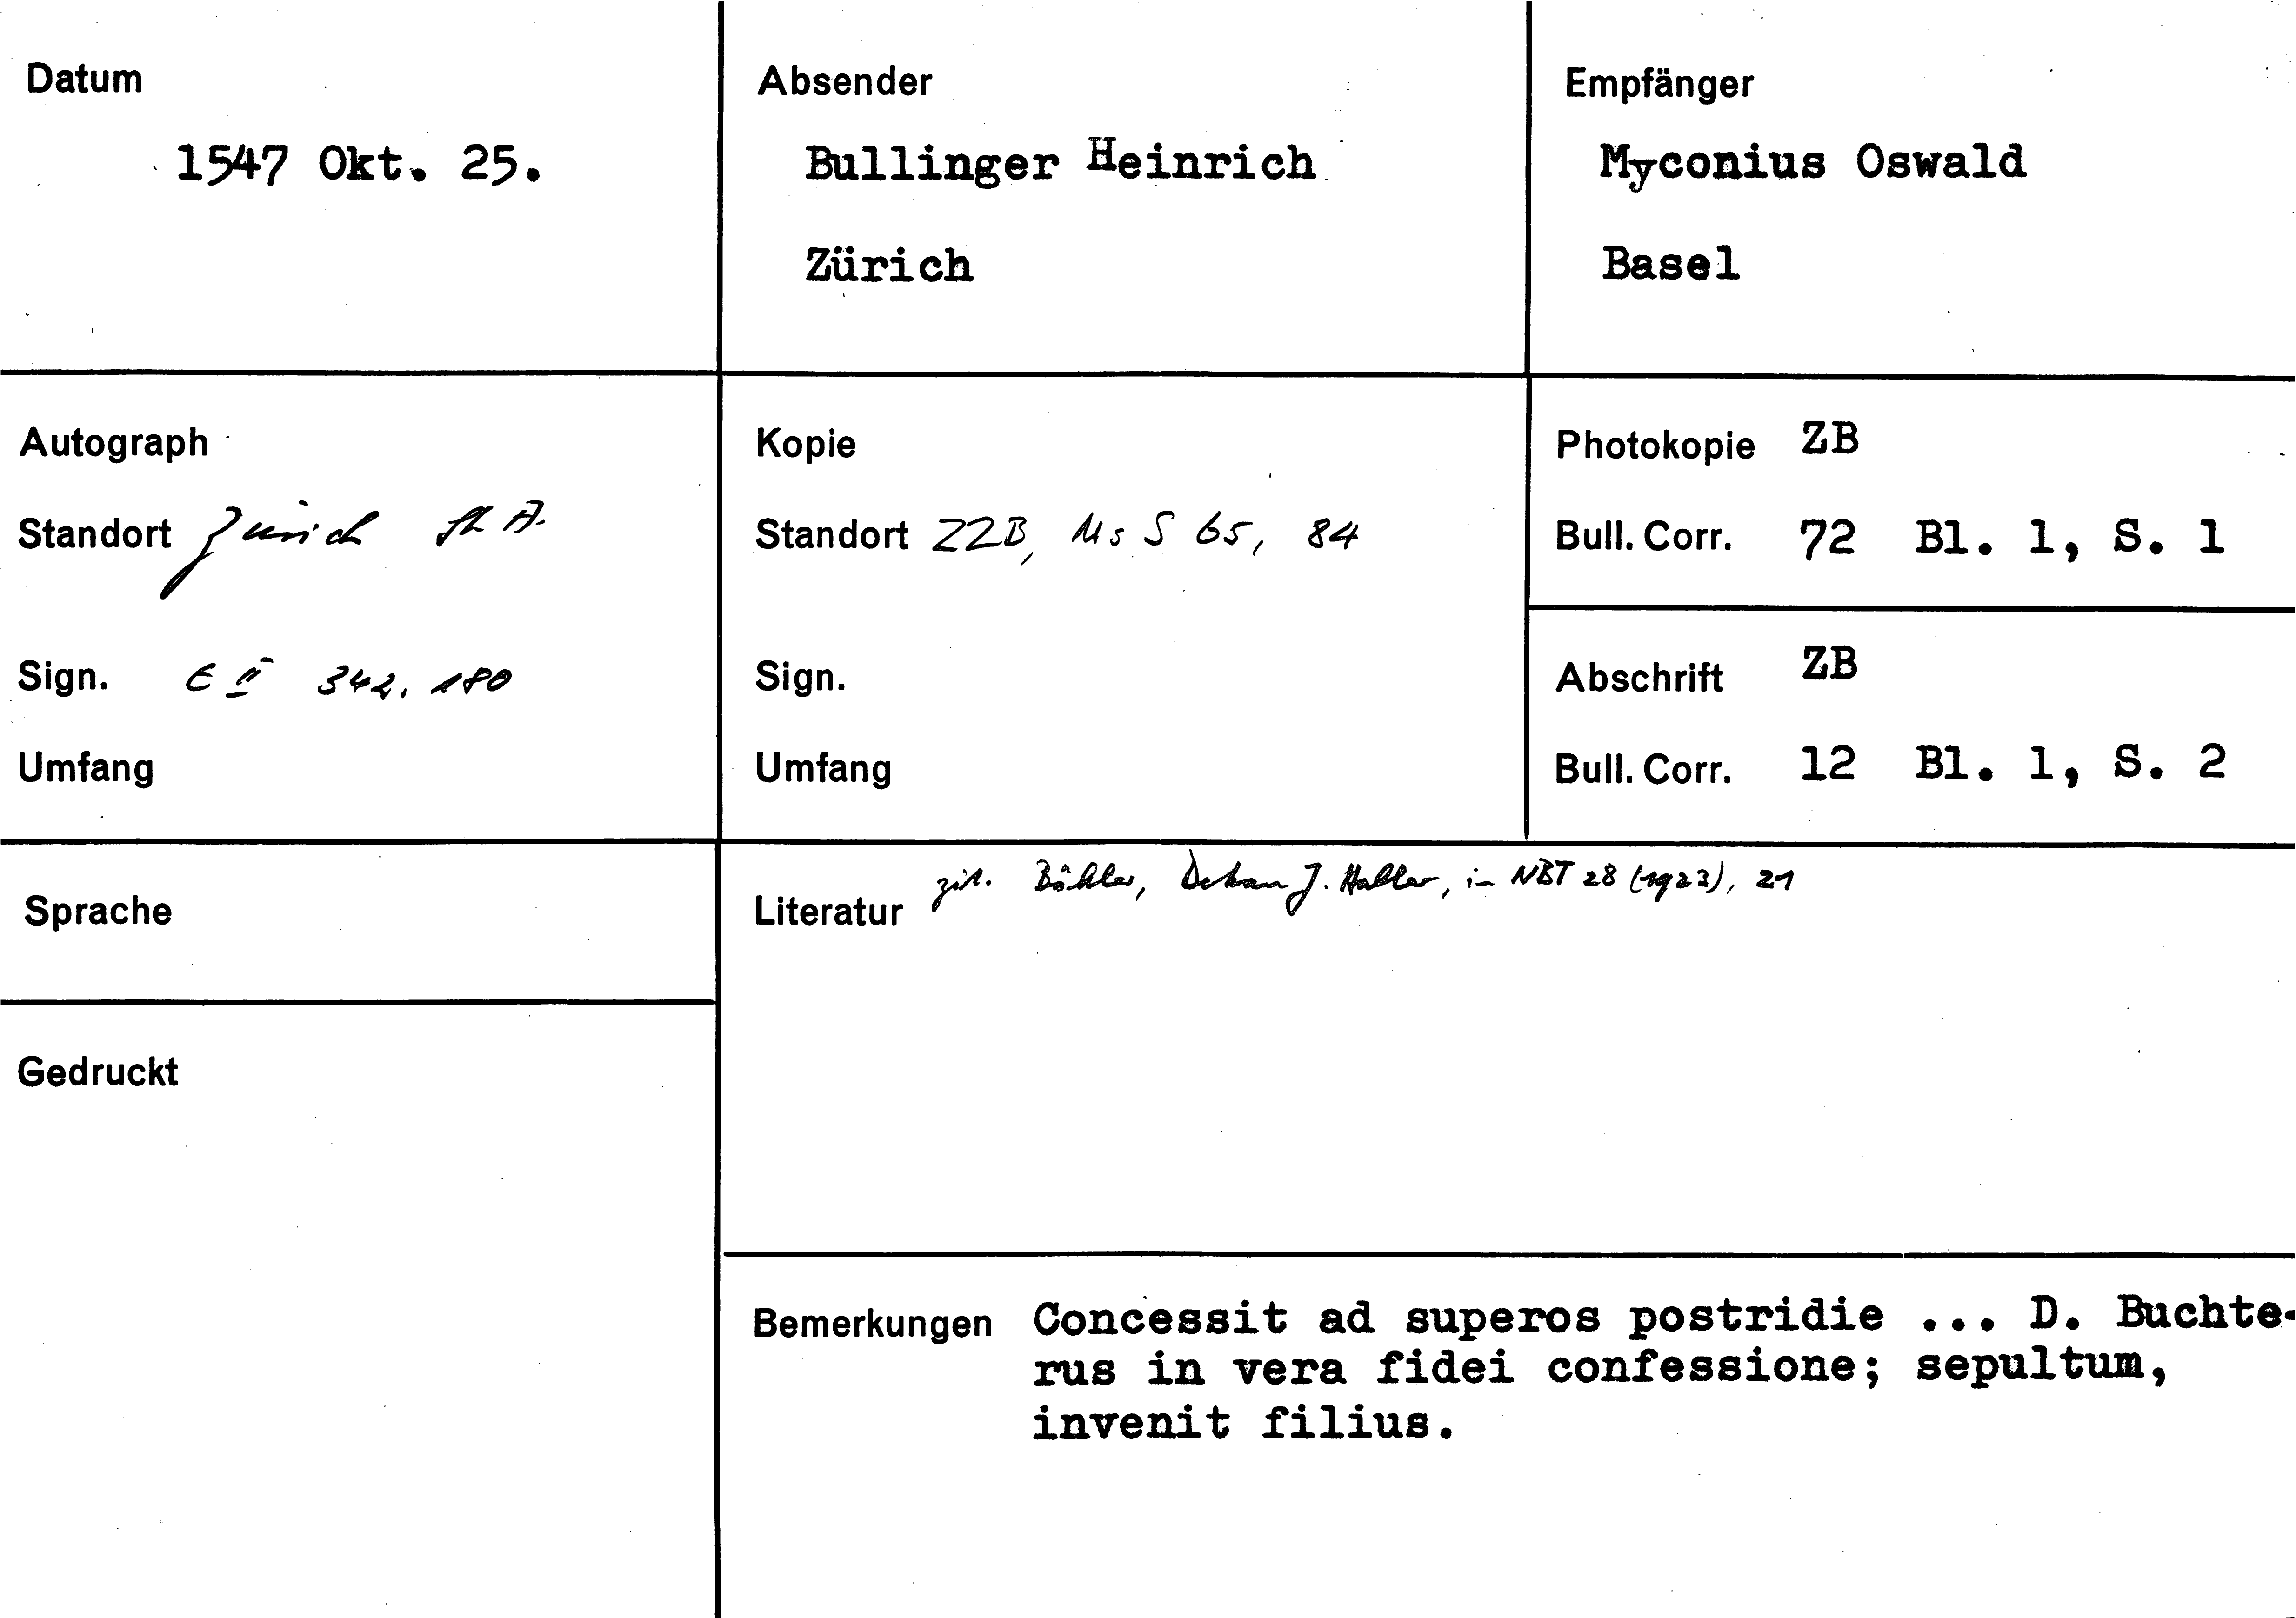 Datum
1547 Okt. 25.
Absender
Bullinger Heinrich
Zürich
Empfänger
Myconius Oswald
Basel
Autograph
Standort Zürich StA.
Sign. E II 342, 180
Umfang
Kopie
Standort ZZB, Ms S 65, 84
Sign.
Umfang
Photokopie ZB
Bull. Corr. 72 Bl. 1, S. 1
Abschrift ZB
Bull. Corr. 12 Bl. 1, S. 2
Sprache
Gedruckt
Literatur zit. Bähler, Dekan J. Haller, in NBT 28 (1923), 21
Bemerkungen Concessit ad superos postridie ... D. Buchte-
rus in vera fidei confessione; sepultum,
invenit filius.